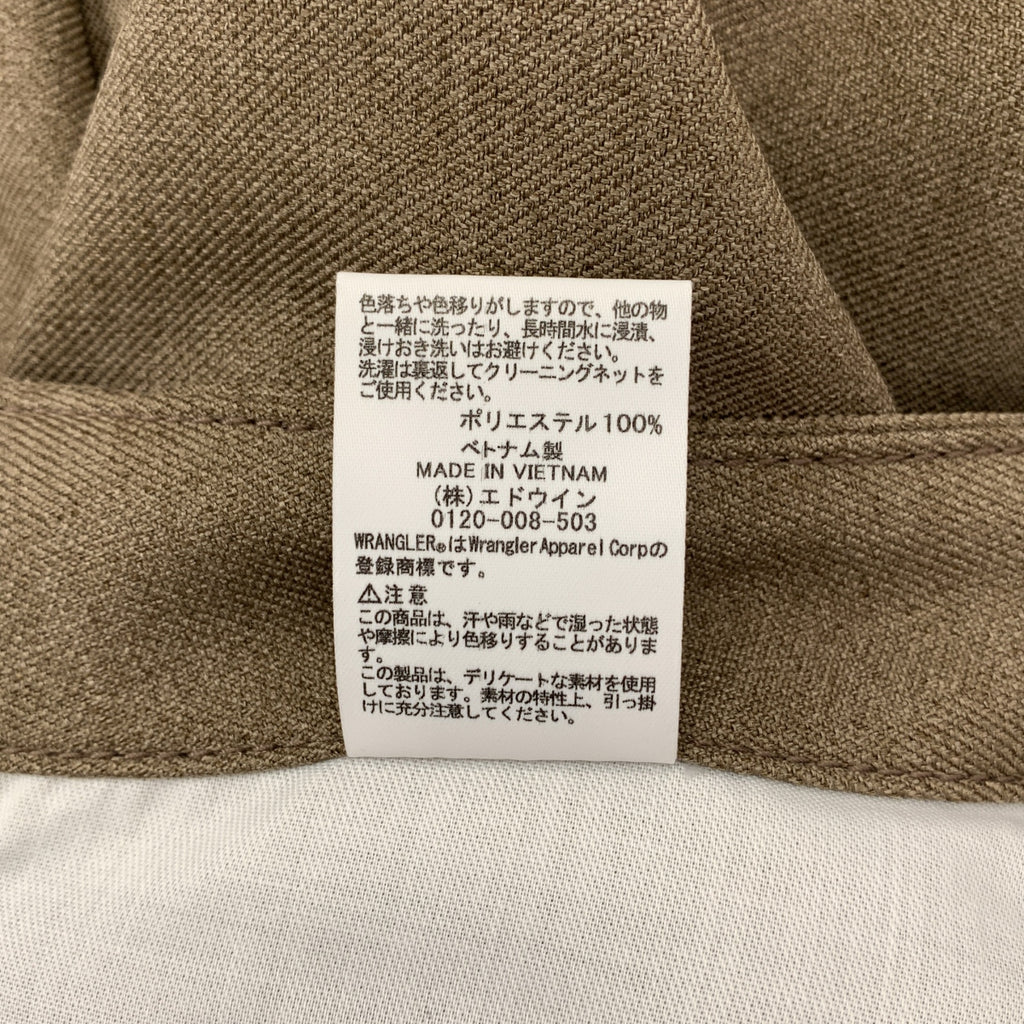 色落ちや色移りがしますので、他の物
と一緒に洗ったり、長時間水に浸漬、
浸けおき洗いはお避けください。
洗濯は裏返してクリーニングネットを
ご使用ください。
ポリエステル100%
ベトナム製
MADE IN VIETNAM
(株)エドウイン
0120-008-503
WRANGLER®はWrangler Apparel Corpの
登録商標です。
⚠注意
この商品は、汗や雨などで湿った状態
や摩擦により色移りすることがありま
す。
この製品は、デリケートな素材を使用
しております。素材の特性上、引っ掛
けに充分注意してください。